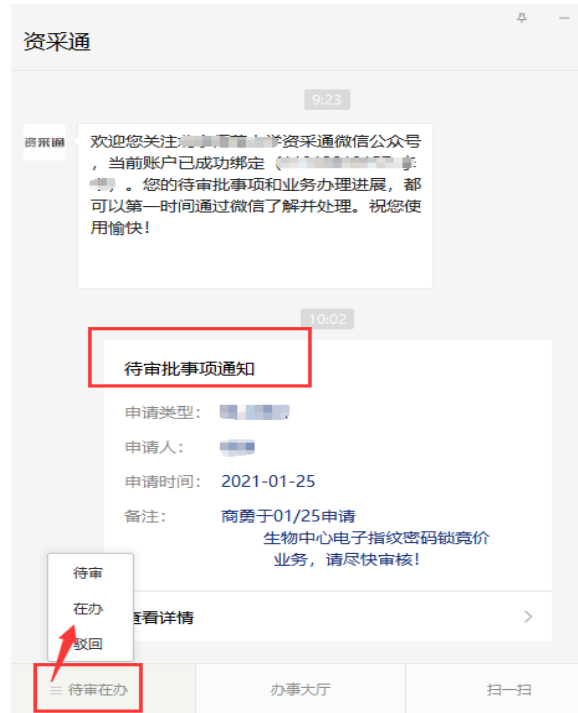 资采通
9:23
资采通
欢迎您关注 学资采通微信公众号
，当前账户已成功绑定（
）。您的待审批事项和业务办理进展，都
可以第一时间通过微信了解并处理。祝您使
用愉快！
10:02
待审批事项通知
申请类型：
申请人：
申请时间： 2021-01-25
备注： 商勇于01/25申请
生物中心电子指纹密码锁竞价
业务，请尽快审核！
待审
在办
驳回
查看详情
待审在办
办事大厅
扫一扫